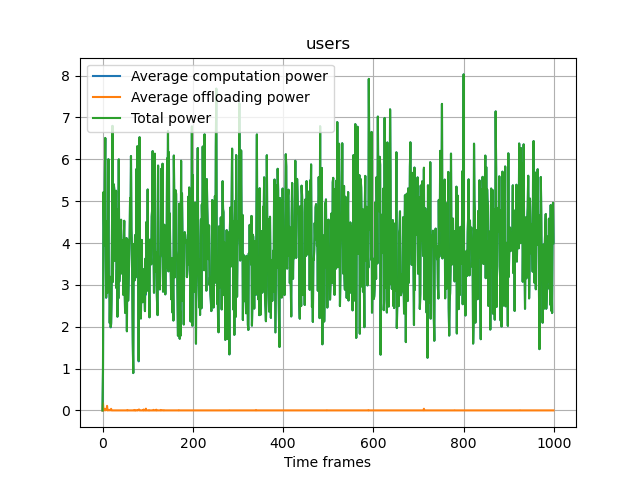 users
Average computation power
Average offloading power
Total power
8
7
6
5
4
3
2
1
0
0 200 400 600 800 1000
Time frames